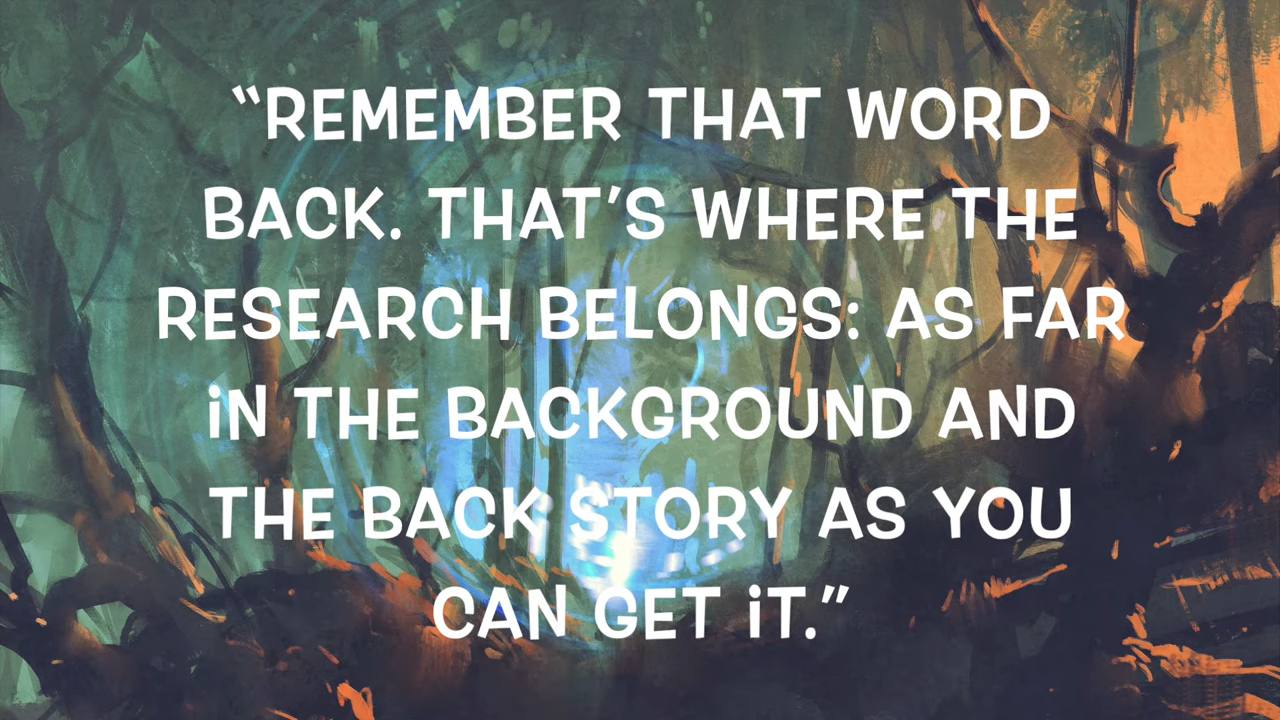 “REMEMBER THAT WORD
BACK. THAT’S WHERE THE
RESEARCH BELONGS: AS FAR
iN THE BACKGROUND AND
THE BACK STORY AS YOU
CAN GET iT.”